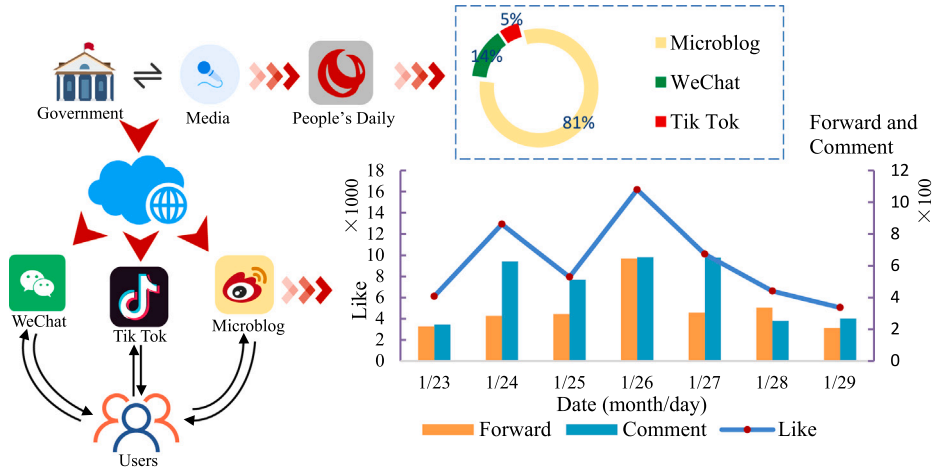 5%
14%
81%
Microblog
WeChat
Tik Tok
Government
Media
People's Daily
Forward and
Comment
WeChat
Tik Tok
Microblog
Users
×1000
Like
18
16
14
12
10
8
6
4
2
0
×100
12
10
8
6
4
2
0
1/23 1/24 1/25 1/26 1/27 1/28 1/29
Date (month/day)
Forward Comment Like